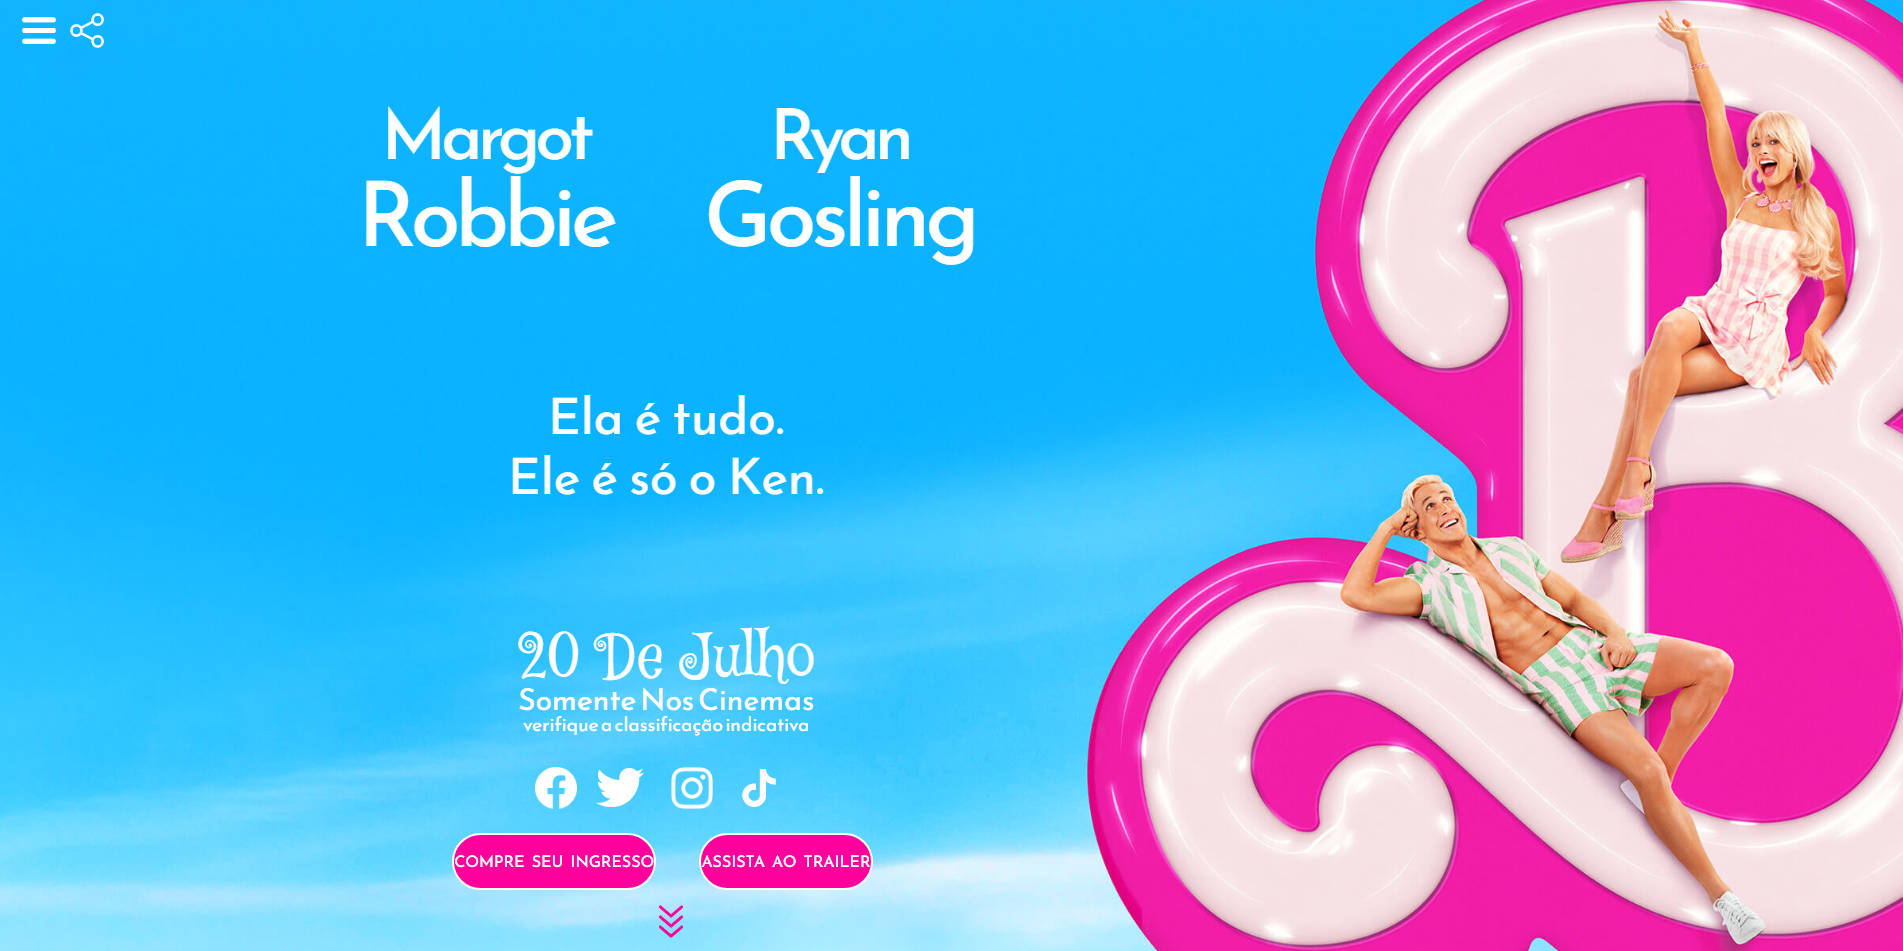 Margot
Robbie
Ryan
Gosling
Ela é tudo.
Ele é só o Ken.
20 De Julho
Somente Nos Cinemas
verifique a classificação indicativa
COMPRE SEU INGRESSO
ASSISTA AO TRAILER
B